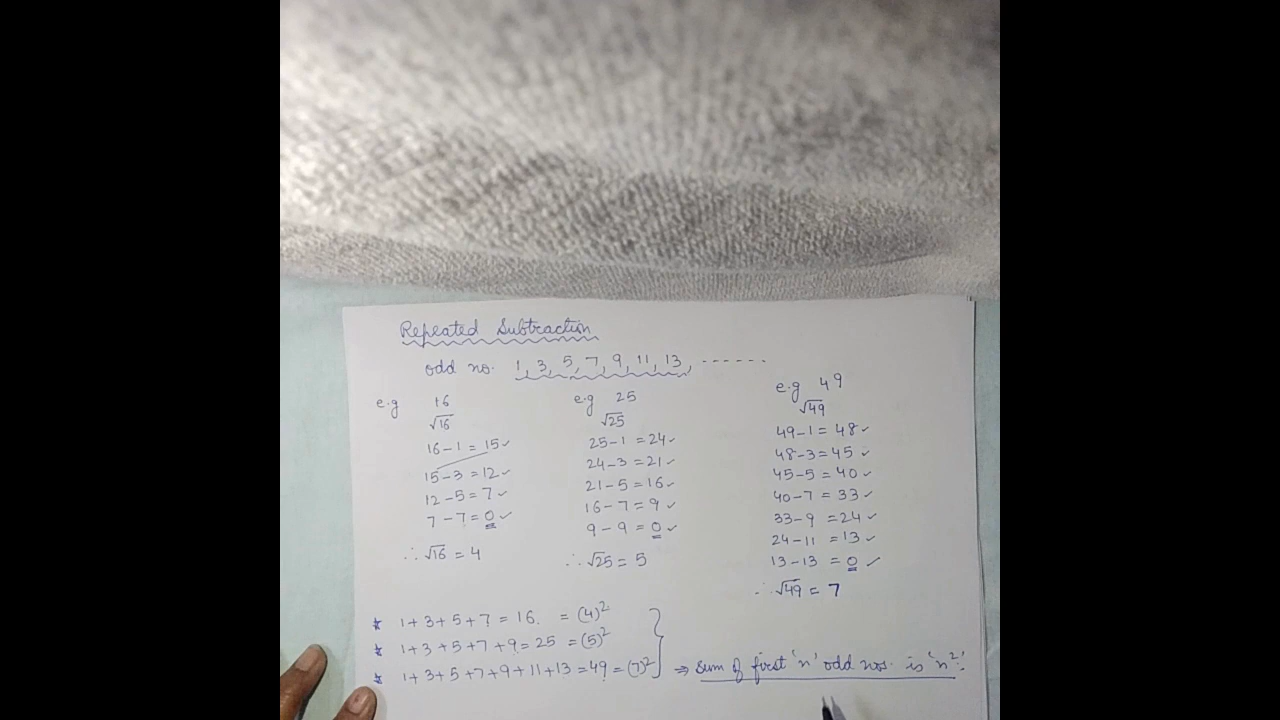 Repeated Subtraction
odd no. 1, 3, 5, 7, 9, 11, 13, ------
e.g 16
√16
16-1 = 15✓
15-3 = 12✓
12-5 = 7✓
7-7 = 0✓
∴ √16 = 4
e.g 25
√25
25-1 = 24✓
24-3 = 21✓
21-5 = 16✓
16-7 = 9✓
9-9 = 0✓
∴ √25 = 5
e.g 49
√49
49-1 = 48✓
48-3 = 45✓
45-5 = 40✓
40-7 = 33✓
33-9 = 24✓
24-11 = 13✓
13-13 = 0✓
∴ √49 = 7
* 1+3+5+7 = 16. = (4)²
* 1+3+5+7+9 = 25 = (5)²
* 1+3+5+7+9+11+13 = 49 = (7)²
⇒ Sum of first 'n' odd nos. is 'n²'.